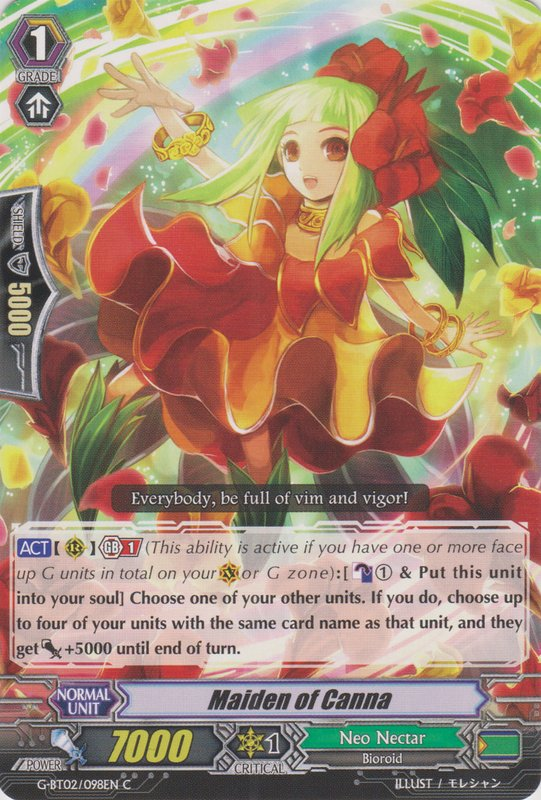 1
GRADE
SHIELD
5000
Everybody, be full of vim and vigor!
ACT [ R ] GB 1 (This ability is active if you have one or more face
up G units in total on your V or G zone):[ ① & Put this unit
into your soul] Choose one of your other units. If you do, choose up
to four of your units with the same card name as that unit, and they
get +5000 until end of turn.
NORMAL
UNIT
Maiden of Canna
POWER
7000
1
CRITICAL
Neo Nectar
Bioroid
G-BT02/098EN C
ILLUST / モレシャン